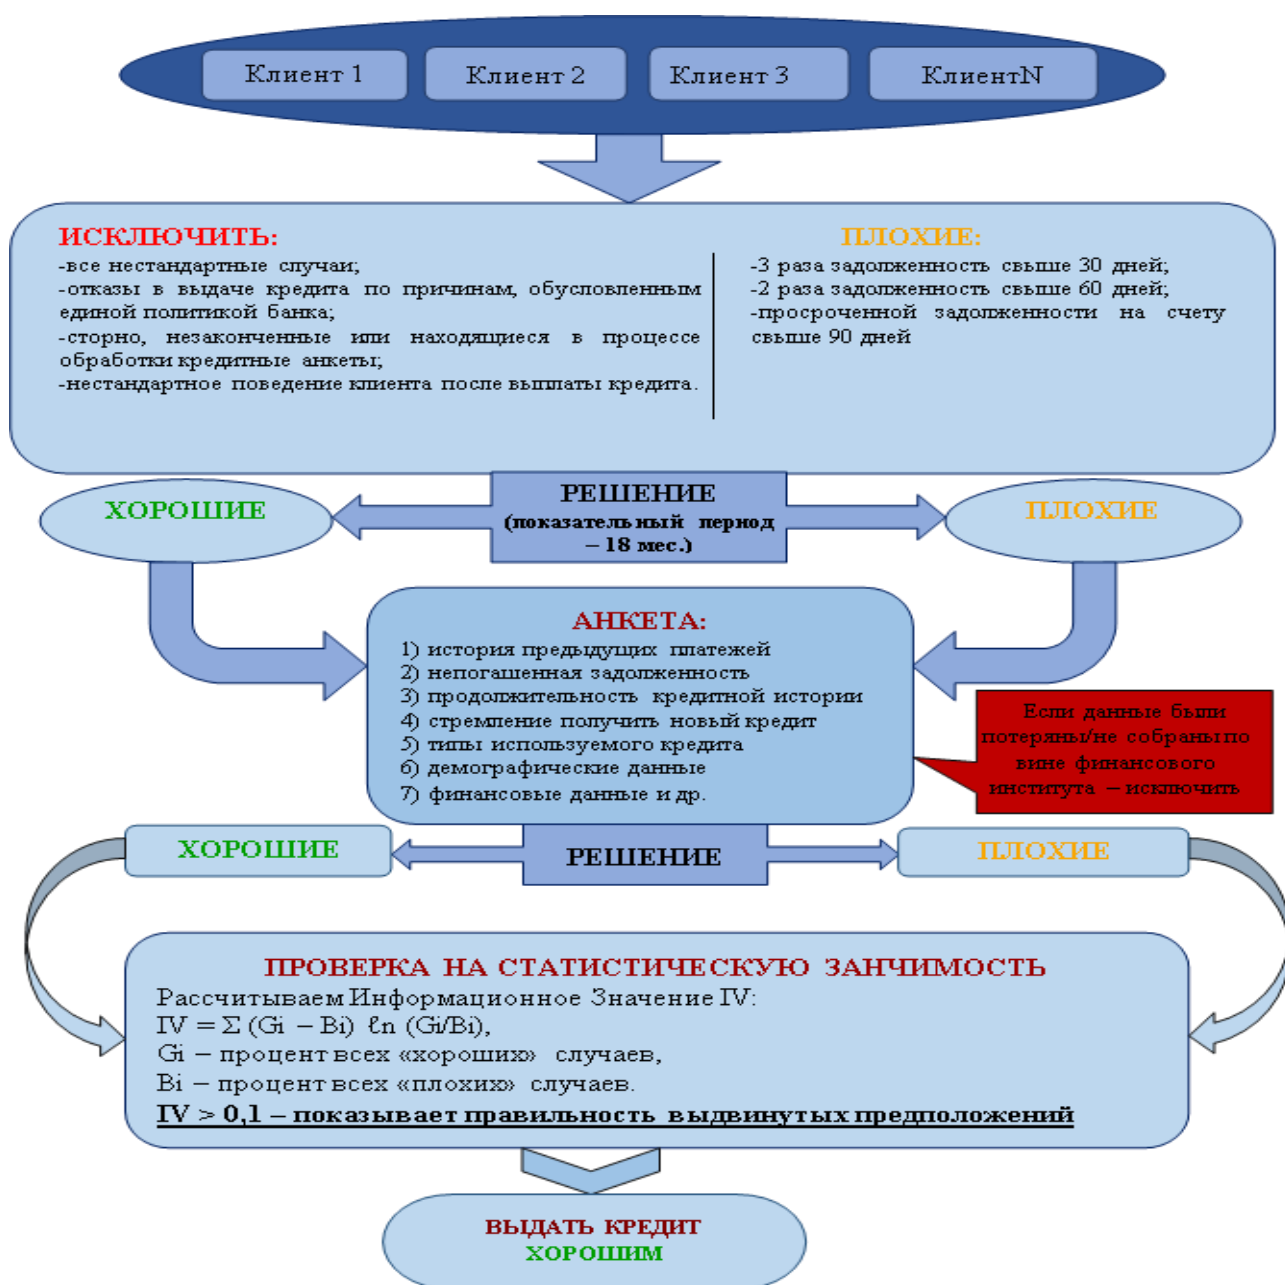 Клиент 1
Клиент 2
Клиент 3
КлиентN
ИСКЛЮЧИТЬ:
-все нестандартные случаи;
-отказы в выдаче кредита по причинам, обусловленным
единой политикой банка;
-сторно, незаконченные или находящиеся в процессе
обработки кредитные анкеты;
-нестандартное поведение клиента после выплаты кредита.
ПЛОХИЕ:
-3 раза задолженность свыше 30 дней;
-2 раза задолженность свыше 60 дней;
-просроченной задолженности на счету
свыше 90 дней
ХОРОШИЕ
РЕШЕНИЕ
(показательный период
– 18 мес.)
ПЛОХИЕ
АНКЕТА:
1) история предыдущих платежей
2) непогашенная задолженность
3) продолжительность кредитной истории
4) стремление получить новый кредит
5) типы используемого кредита
6) демографические данные
7) финансовые данные и др.
Если данные были
потеряны/не собраны по
вине финансового
института – исключить
ХОРОШИЕ
РЕШЕНИЕ
ПЛОХИЕ
ПРОВЕРКА НА СТАТИСТИЧЕСКУЮ ЗАНЧИМОСТЬ
Рассчитываем Информационное Значение IV:
IV = Σ (Gi – Bi) ℓn (Gi/Bi),
Gi – процент всех «хороших» случаев,
Bi – процент всех «плохих» случаев.
IV > 0,1 – показывает правильность выдвинутых предположений
ВЫДАТЬ КРЕДИТ
ХОРОШИМ